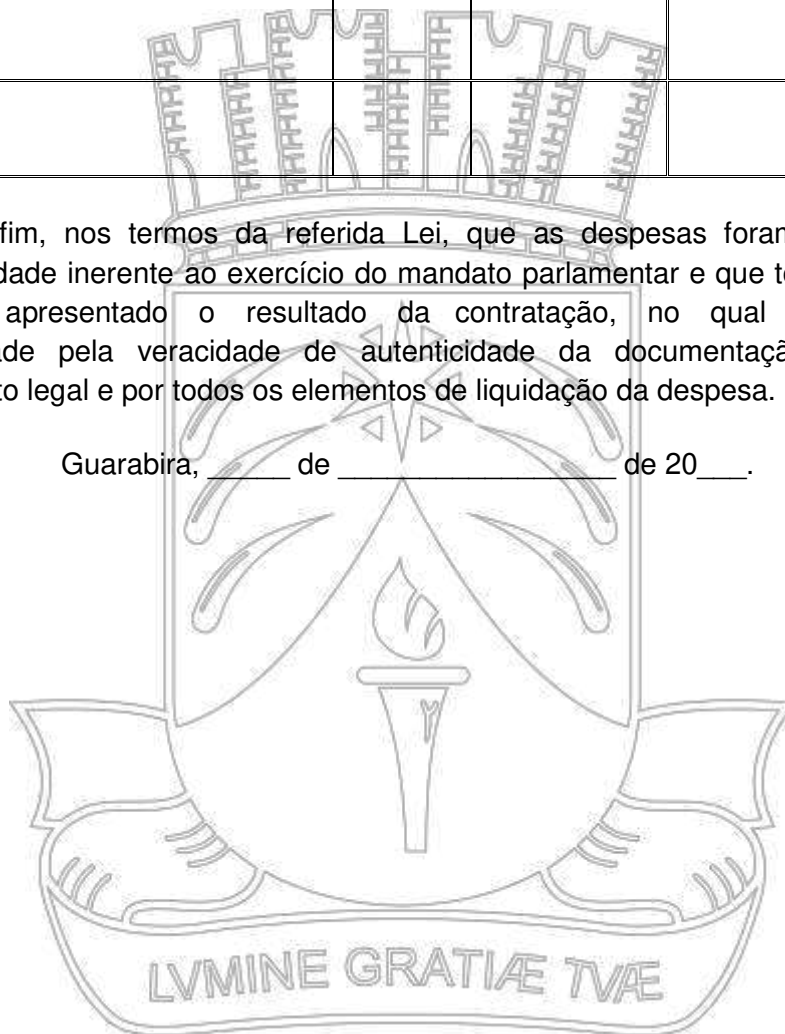 fim, nos termos da referida Lei, que as despesas foram
dade inerente ao exercício do mandato parlamentar e que
apresentado o resultado da contratação, no qual
ade pela veracidade de autenticidade da documentaçã
to legal e por todos os elementos de liquidação da despesa.
Guarabira, _____ de _________________ de 20___.
LVMINE GRATIÆ TVÆ